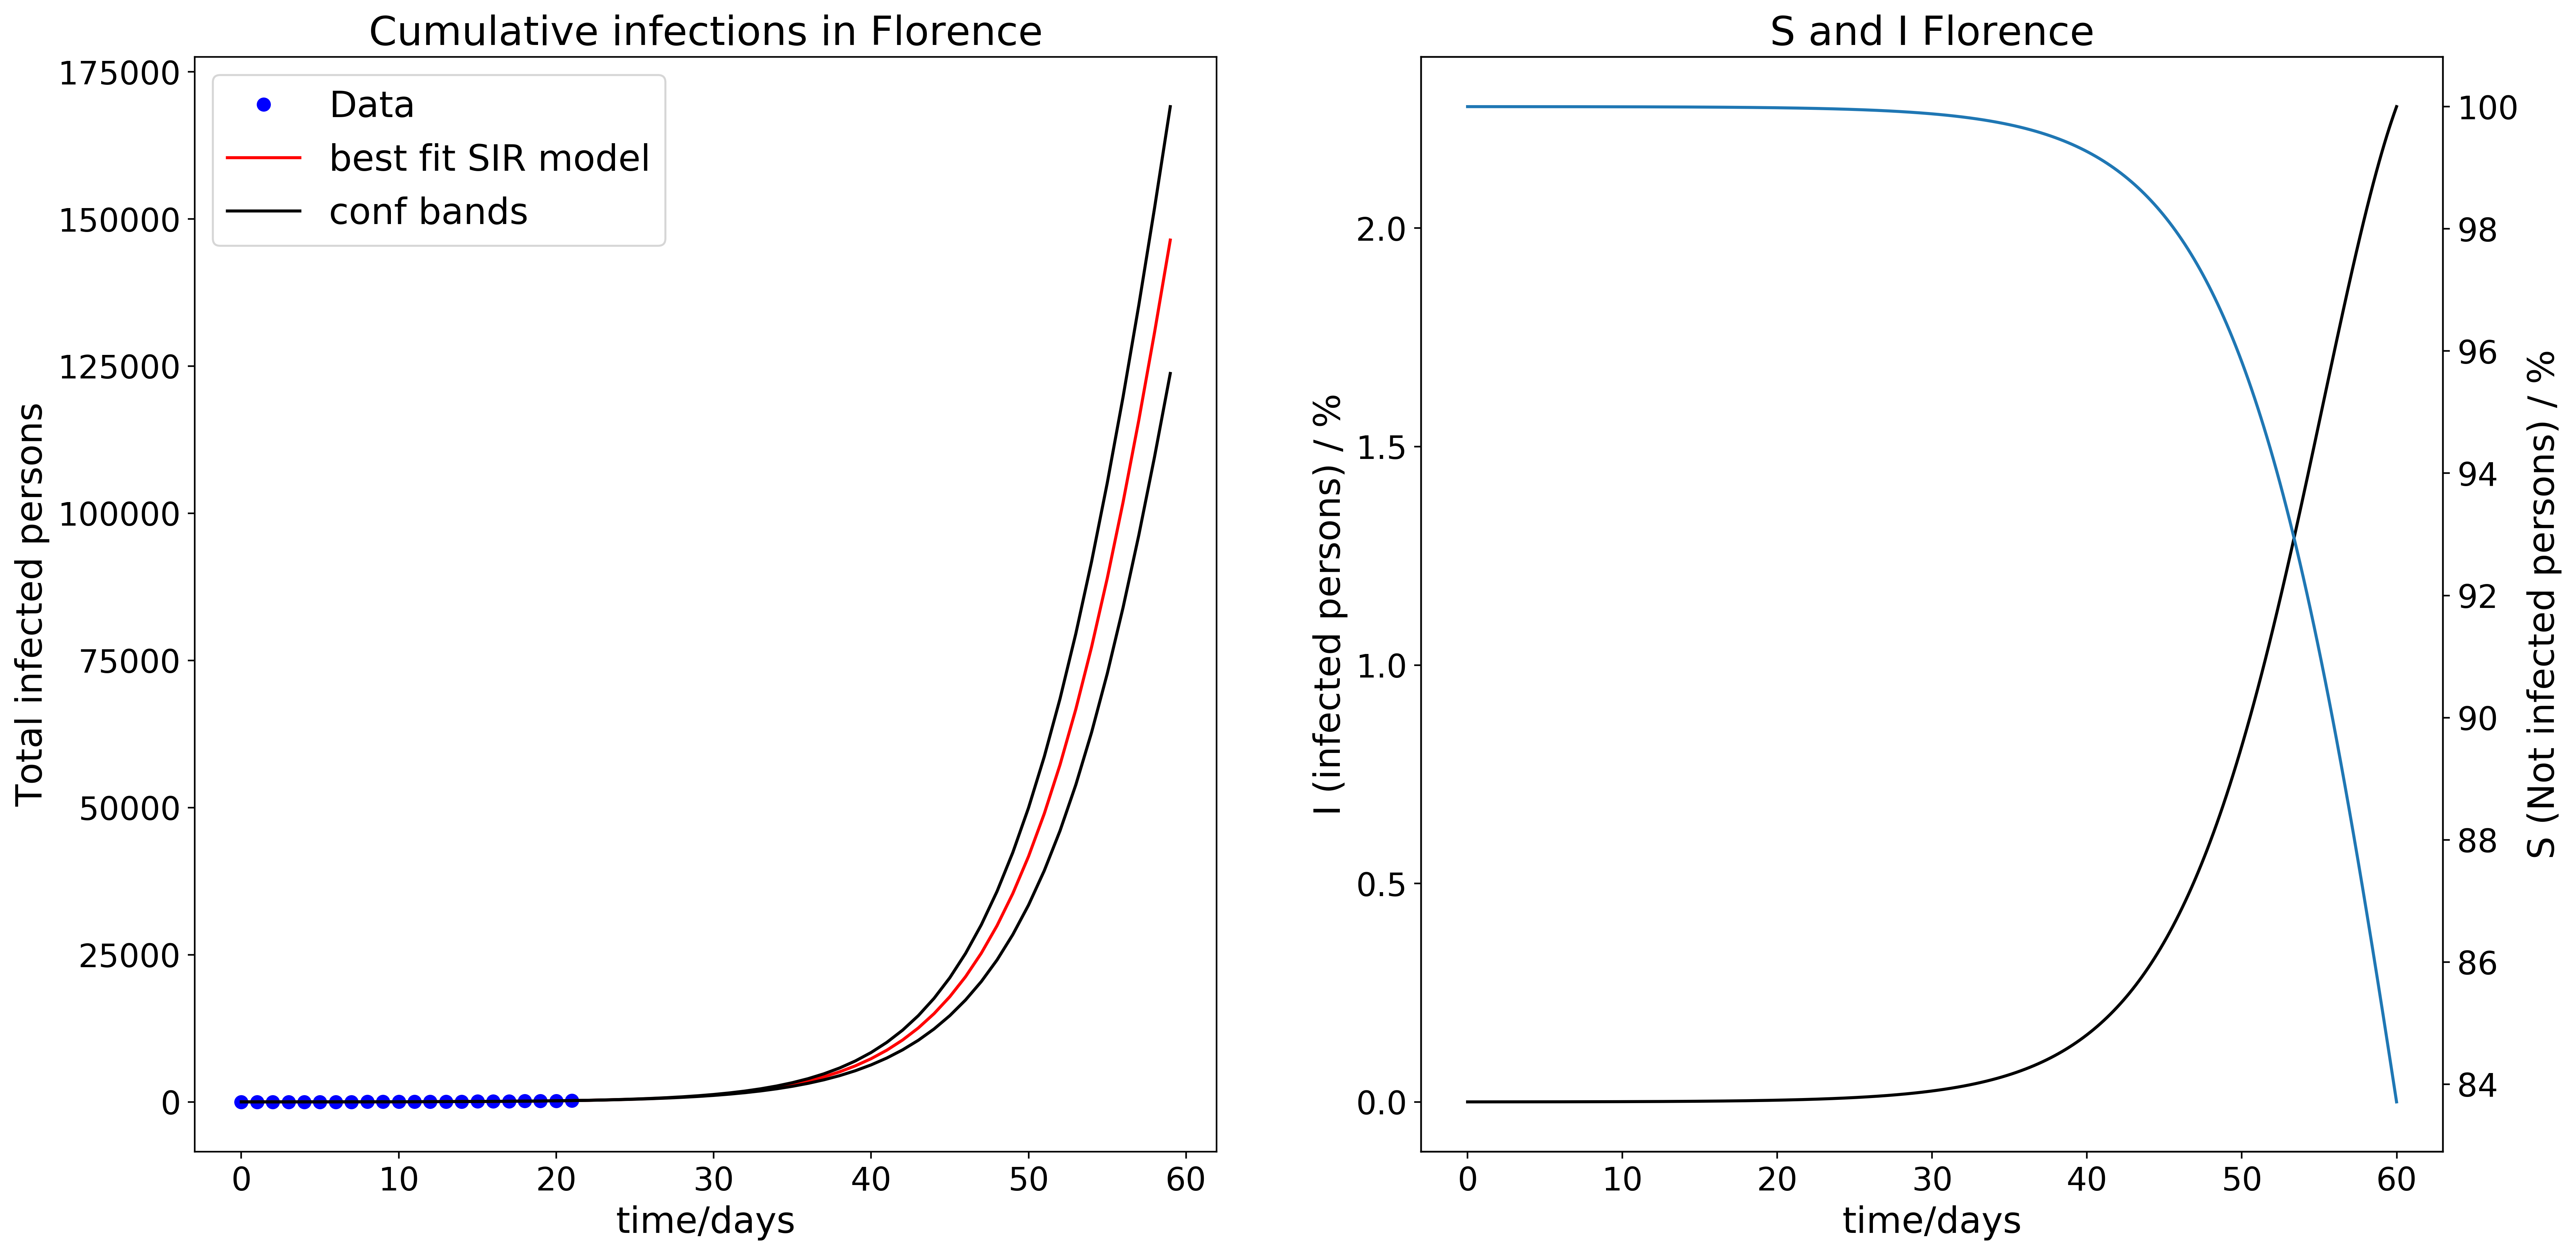 Cumulative infections in Florence
175000
150000
125000
100000
75000
50000
25000
0
Total infected persons
Data
best fit SIR model
conf bands
0 10 20 30 40 50 60
time/days
S and I Florence
2.0
1.5
1.0
0.5
0.0
I (infected persons) / %
100
98
96
94
92
90
88
86
84
S (Not infected persons) / %
0 10 20 30 40 50 60
time/days